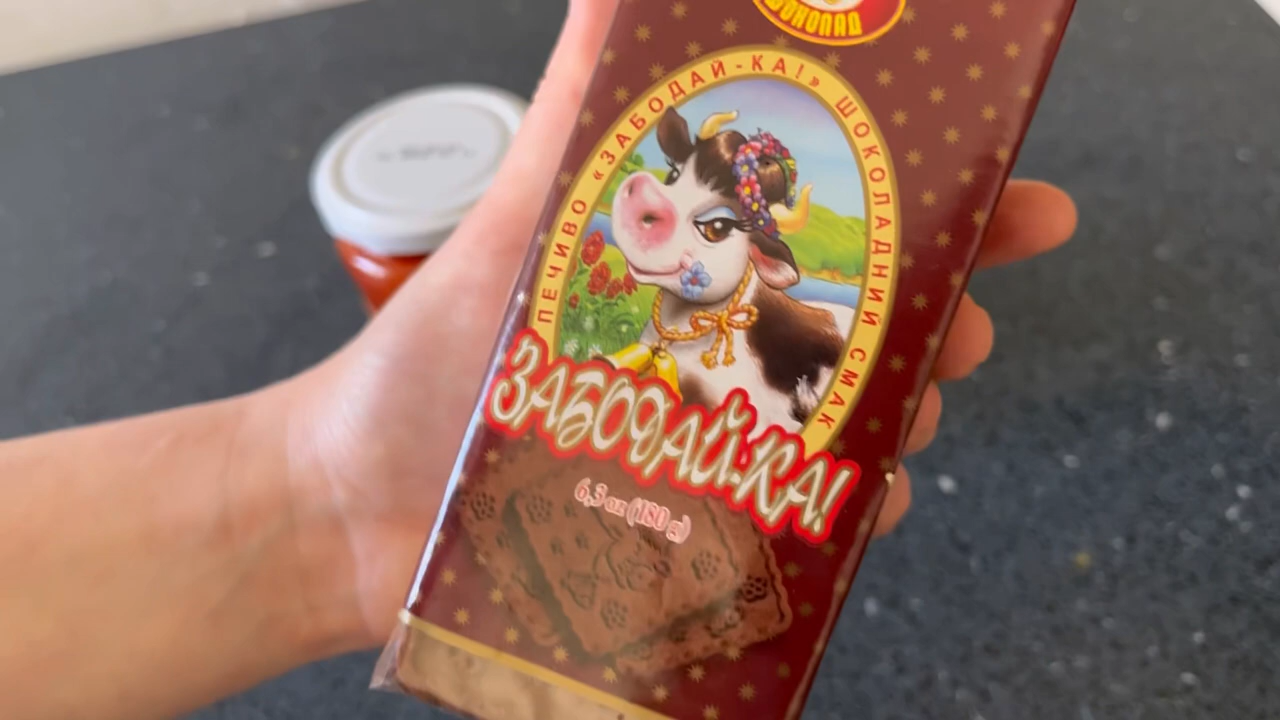 ШОКОЛАД
ПЕЧИВО «ЗАБОДАЙ-КА!» ШОКОЛАДНИЙ СМАК
ЗАБОДАЙ-КА!
6,3 oz (180 g)